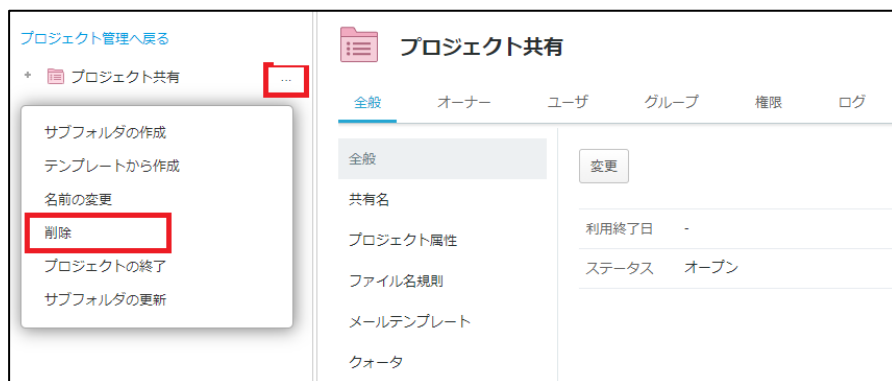 プロジェクト管理へ戻る
+ プロジェクト共有 ...
サブフォルダの作成
テンプレートから作成
名前の変更
削除
プロジェクトの終了
サブフォルダの更新
プロジェクト共有
全般 オーナー ユーザ グループ 権限 ログ
全般
共有名
プロジェクト属性
ファイル名規則
メールテンプレート
クォータ
変更
利用終了日 -
ステータス オープン